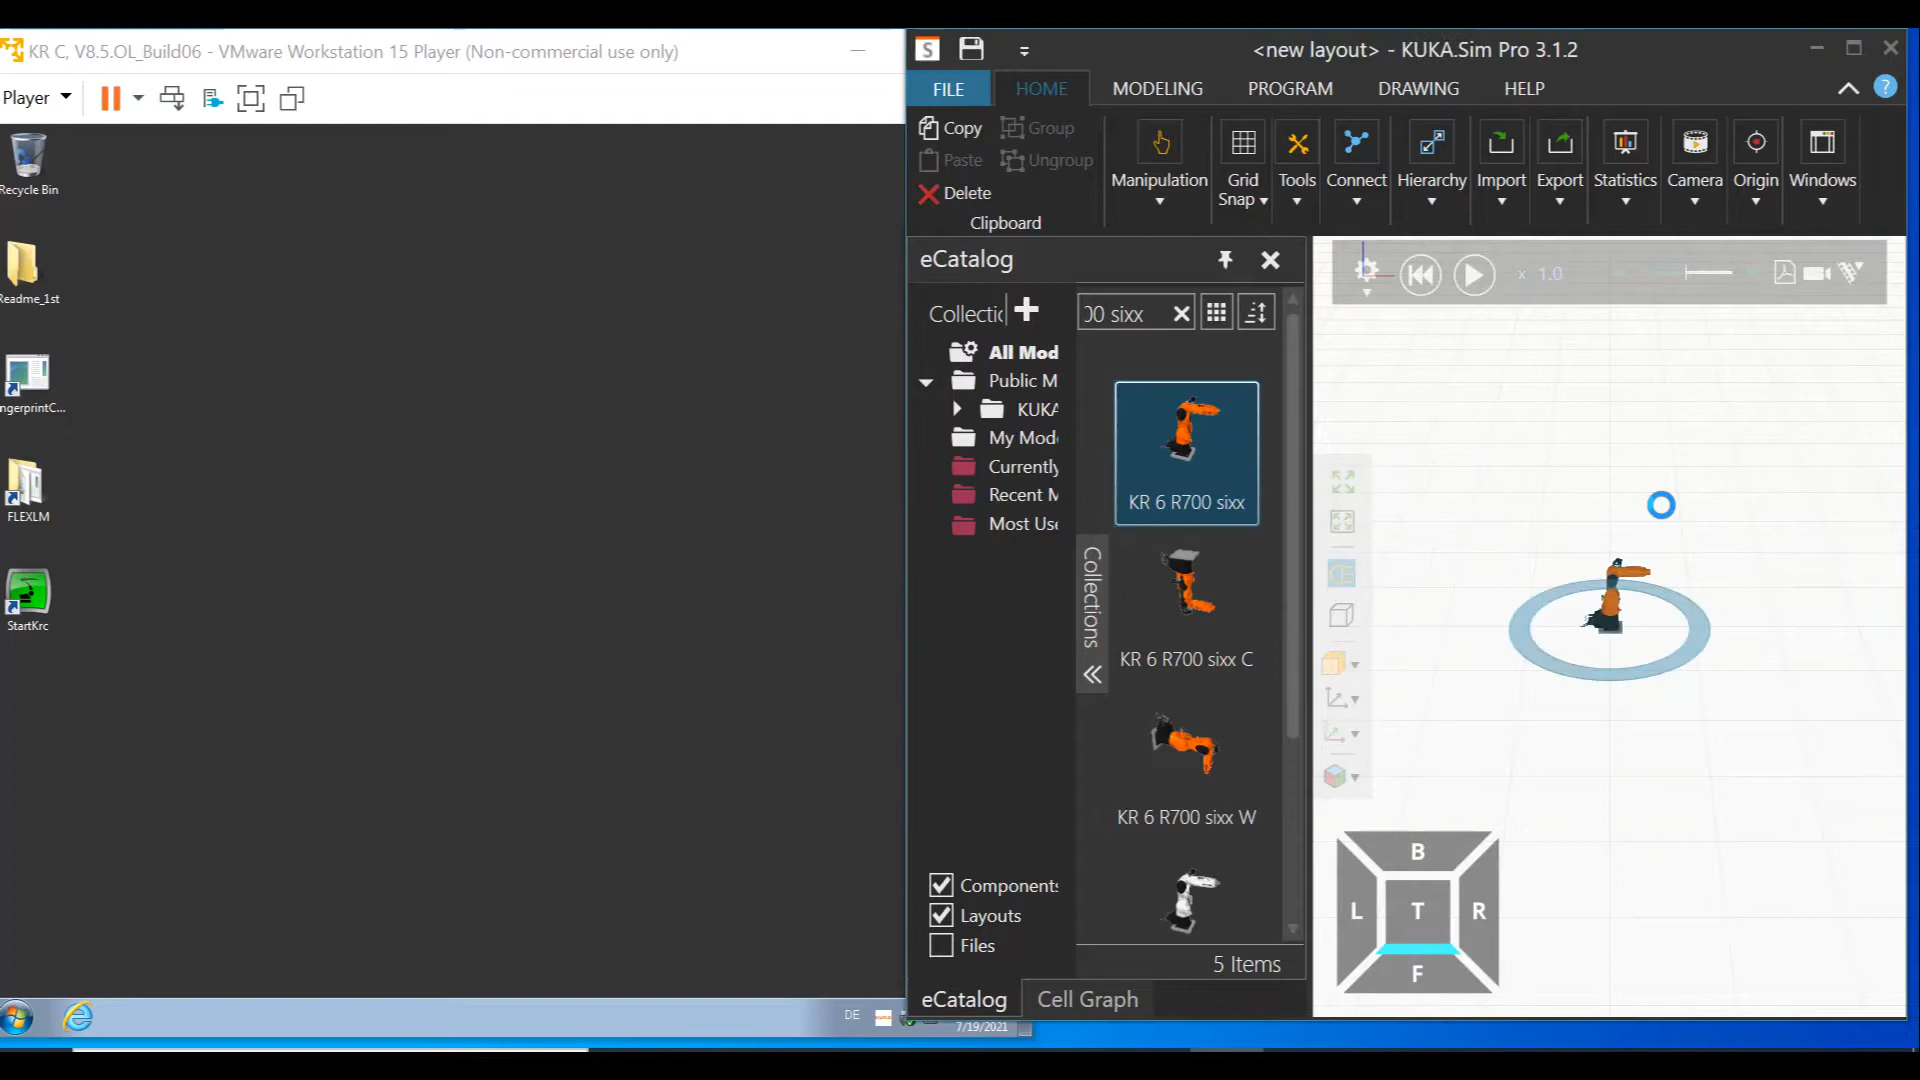 KR C, V8.5.OL_Build06 - VMware Workstation 15 Player (Non-commercial use only)
Player
Recycle Bin
Readme_1st
ngerprintC...
FLEXLM
StartKrc
DE
7/19/2021
S
<new layout> - KUKA.Sim Pro 3.1.2
FILE
HOME
MODELING
PROGRAM
DRAWING
HELP
?
Copy
Group
Paste
Ungroup
Delete
Clipboard
Manipulation
Grid
Snap
Tools
Connect
Hierarchy
Import
Export
Statistics
Camera
Origin
Windows
eCatalog
Collectic
00 sixx
All Mod
Public M
KUKA
My Mode
Currently
Recent M
Most Use
Collections
KR 6 R700 sixx
KR 6 R700 sixx C
KR 6 R700 sixx W
Components
Layouts
Files
5 Items
eCatalog
Cell Graph
x 1.0
B
L
T
R
F